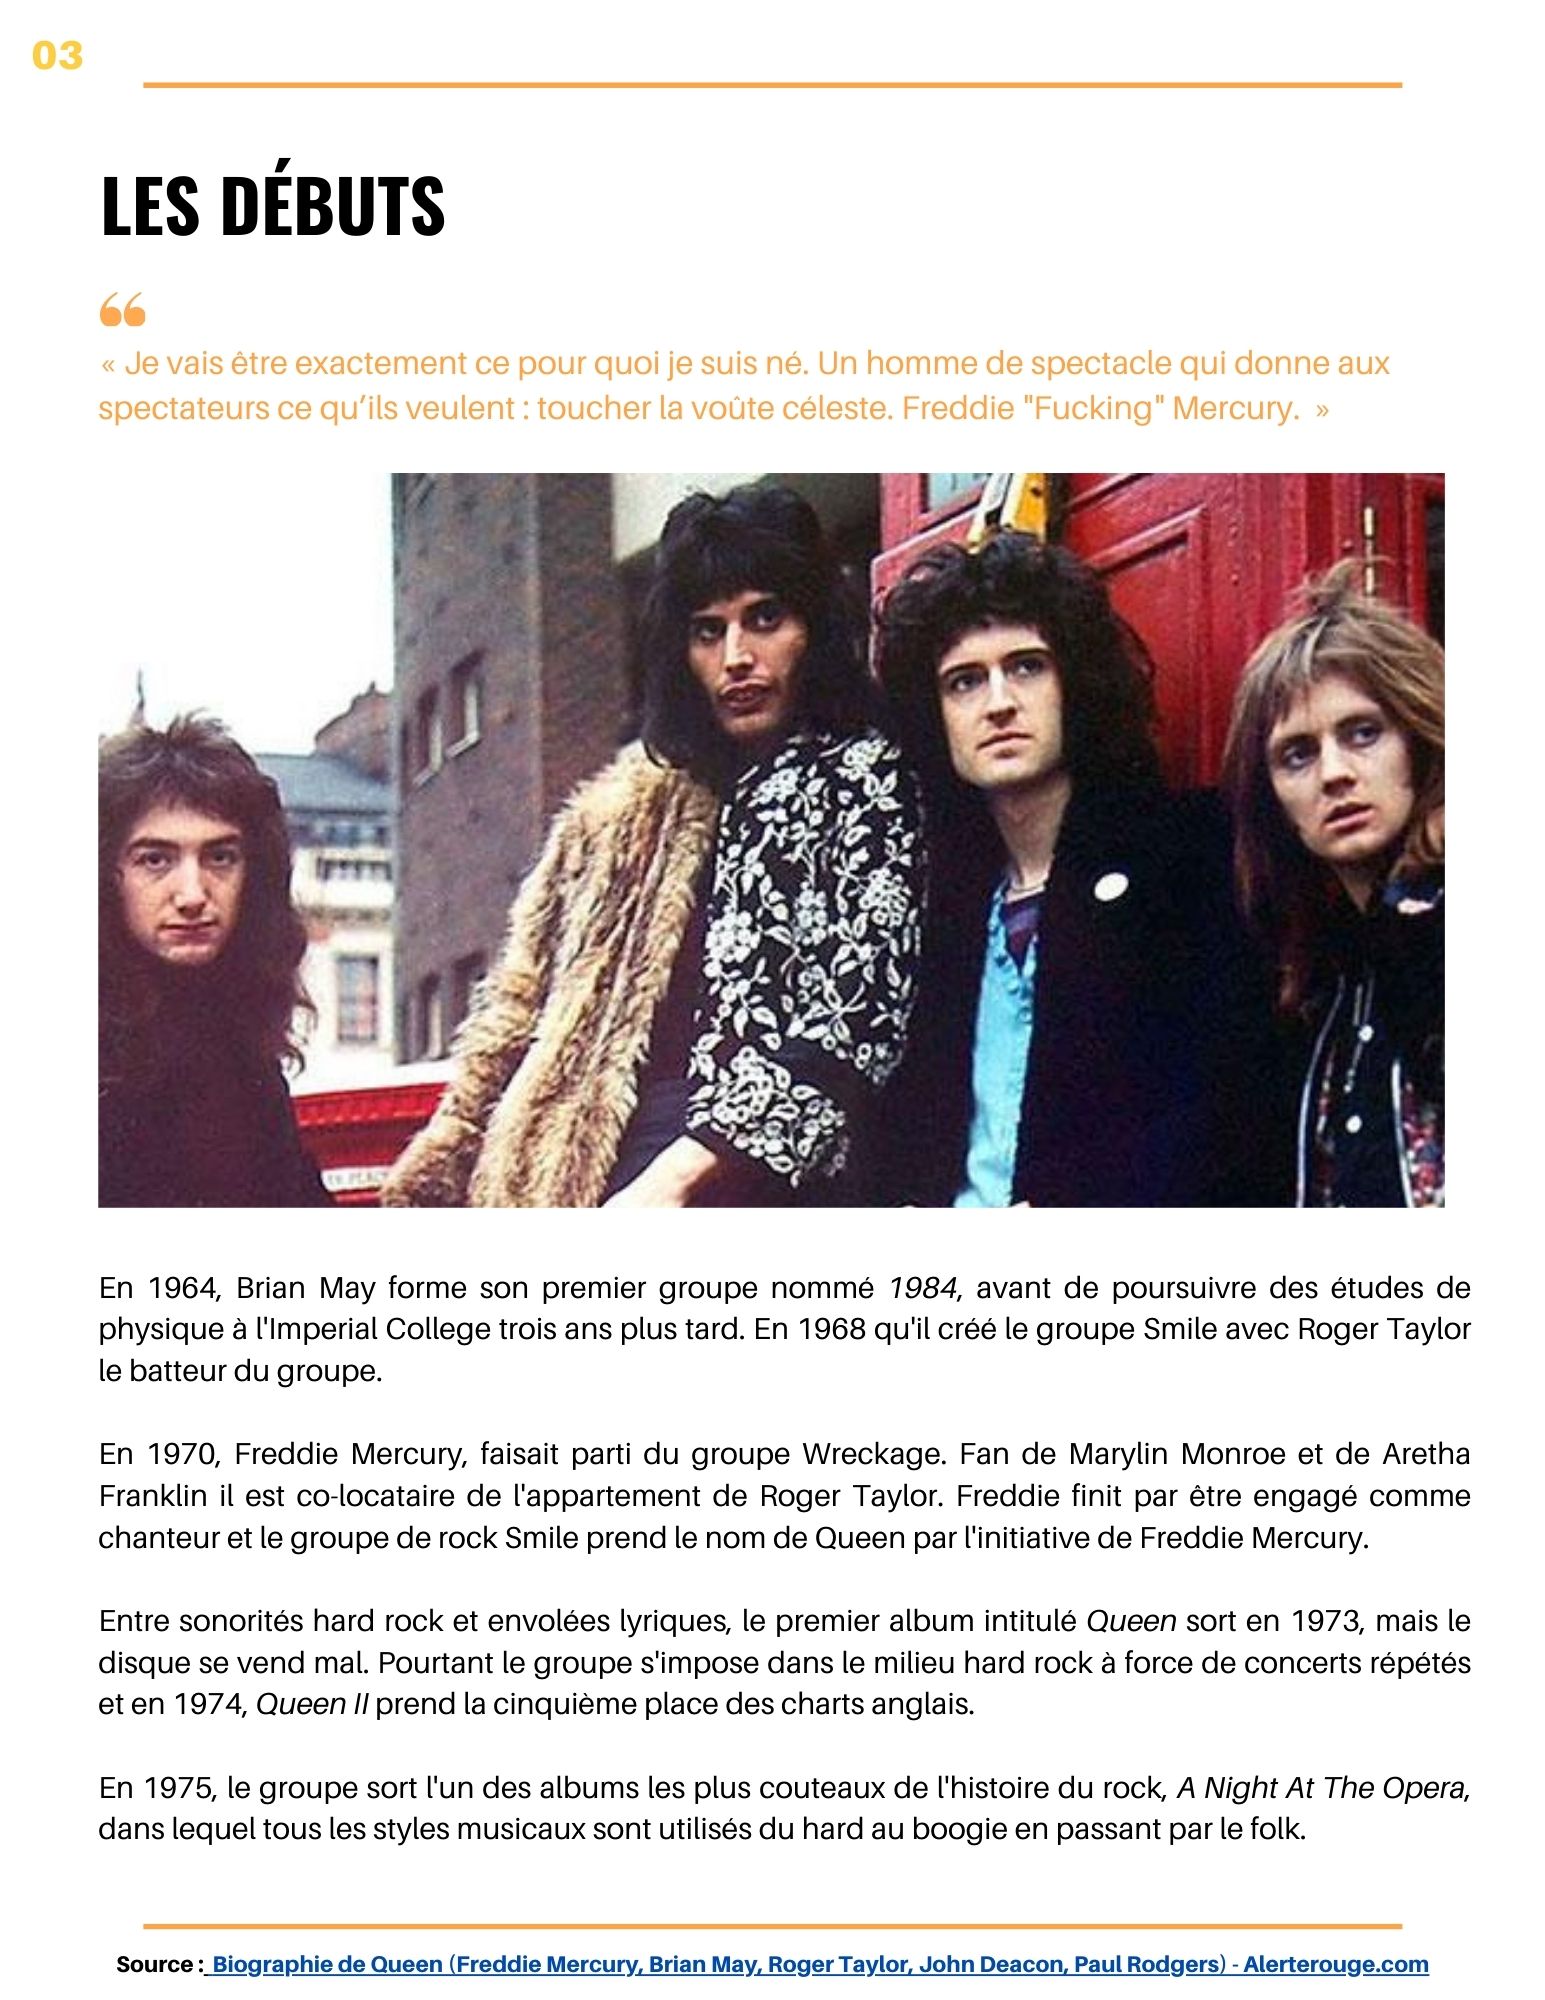 03
LES DÉBUTS
« Je vais être exactement ce pour quoi je suis né. Un homme de spectacle qui donne aux
spectateurs ce qu’ils veulent : toucher la voûte céleste. Freddie "Fucking" Mercury. »
En 1964, Brian May forme son premier groupe nommé 1984, avant de poursuivre des études de
physique à l'Imperial College trois ans plus tard. En 1968 qu'il créé le groupe Smile avec Roger Taylor
le batteur du groupe.
En 1970, Freddie Mercury, faisait parti du groupe Wreckage. Fan de Marylin Monroe et de Aretha
Franklin il est co-locataire de l'appartement de Roger Taylor. Freddie finit par être engagé comme
chanteur et le groupe de rock Smile prend le nom de Queen par l'initiative de Freddie Mercury.
Entre sonorités hard rock et envolées lyriques, le premier album intitulé Queen sort en 1973, mais le
disque se vend mal. Pourtant le groupe s'impose dans le milieu hard rock à force de concerts répétés
et en 1974, Queen II prend la cinquième place des charts anglais.
En 1975, le groupe sort l'un des albums les plus couteaux de l'histoire du rock, A Night At The Opera,
dans lequel tous les styles musicaux sont utilisés du hard au boogie en passant par le folk.
Source : Biographie de Queen (Freddie Mercury, Brian May, Roger Taylor, John Deacon, Paul Rodgers) - Alerterouge.com